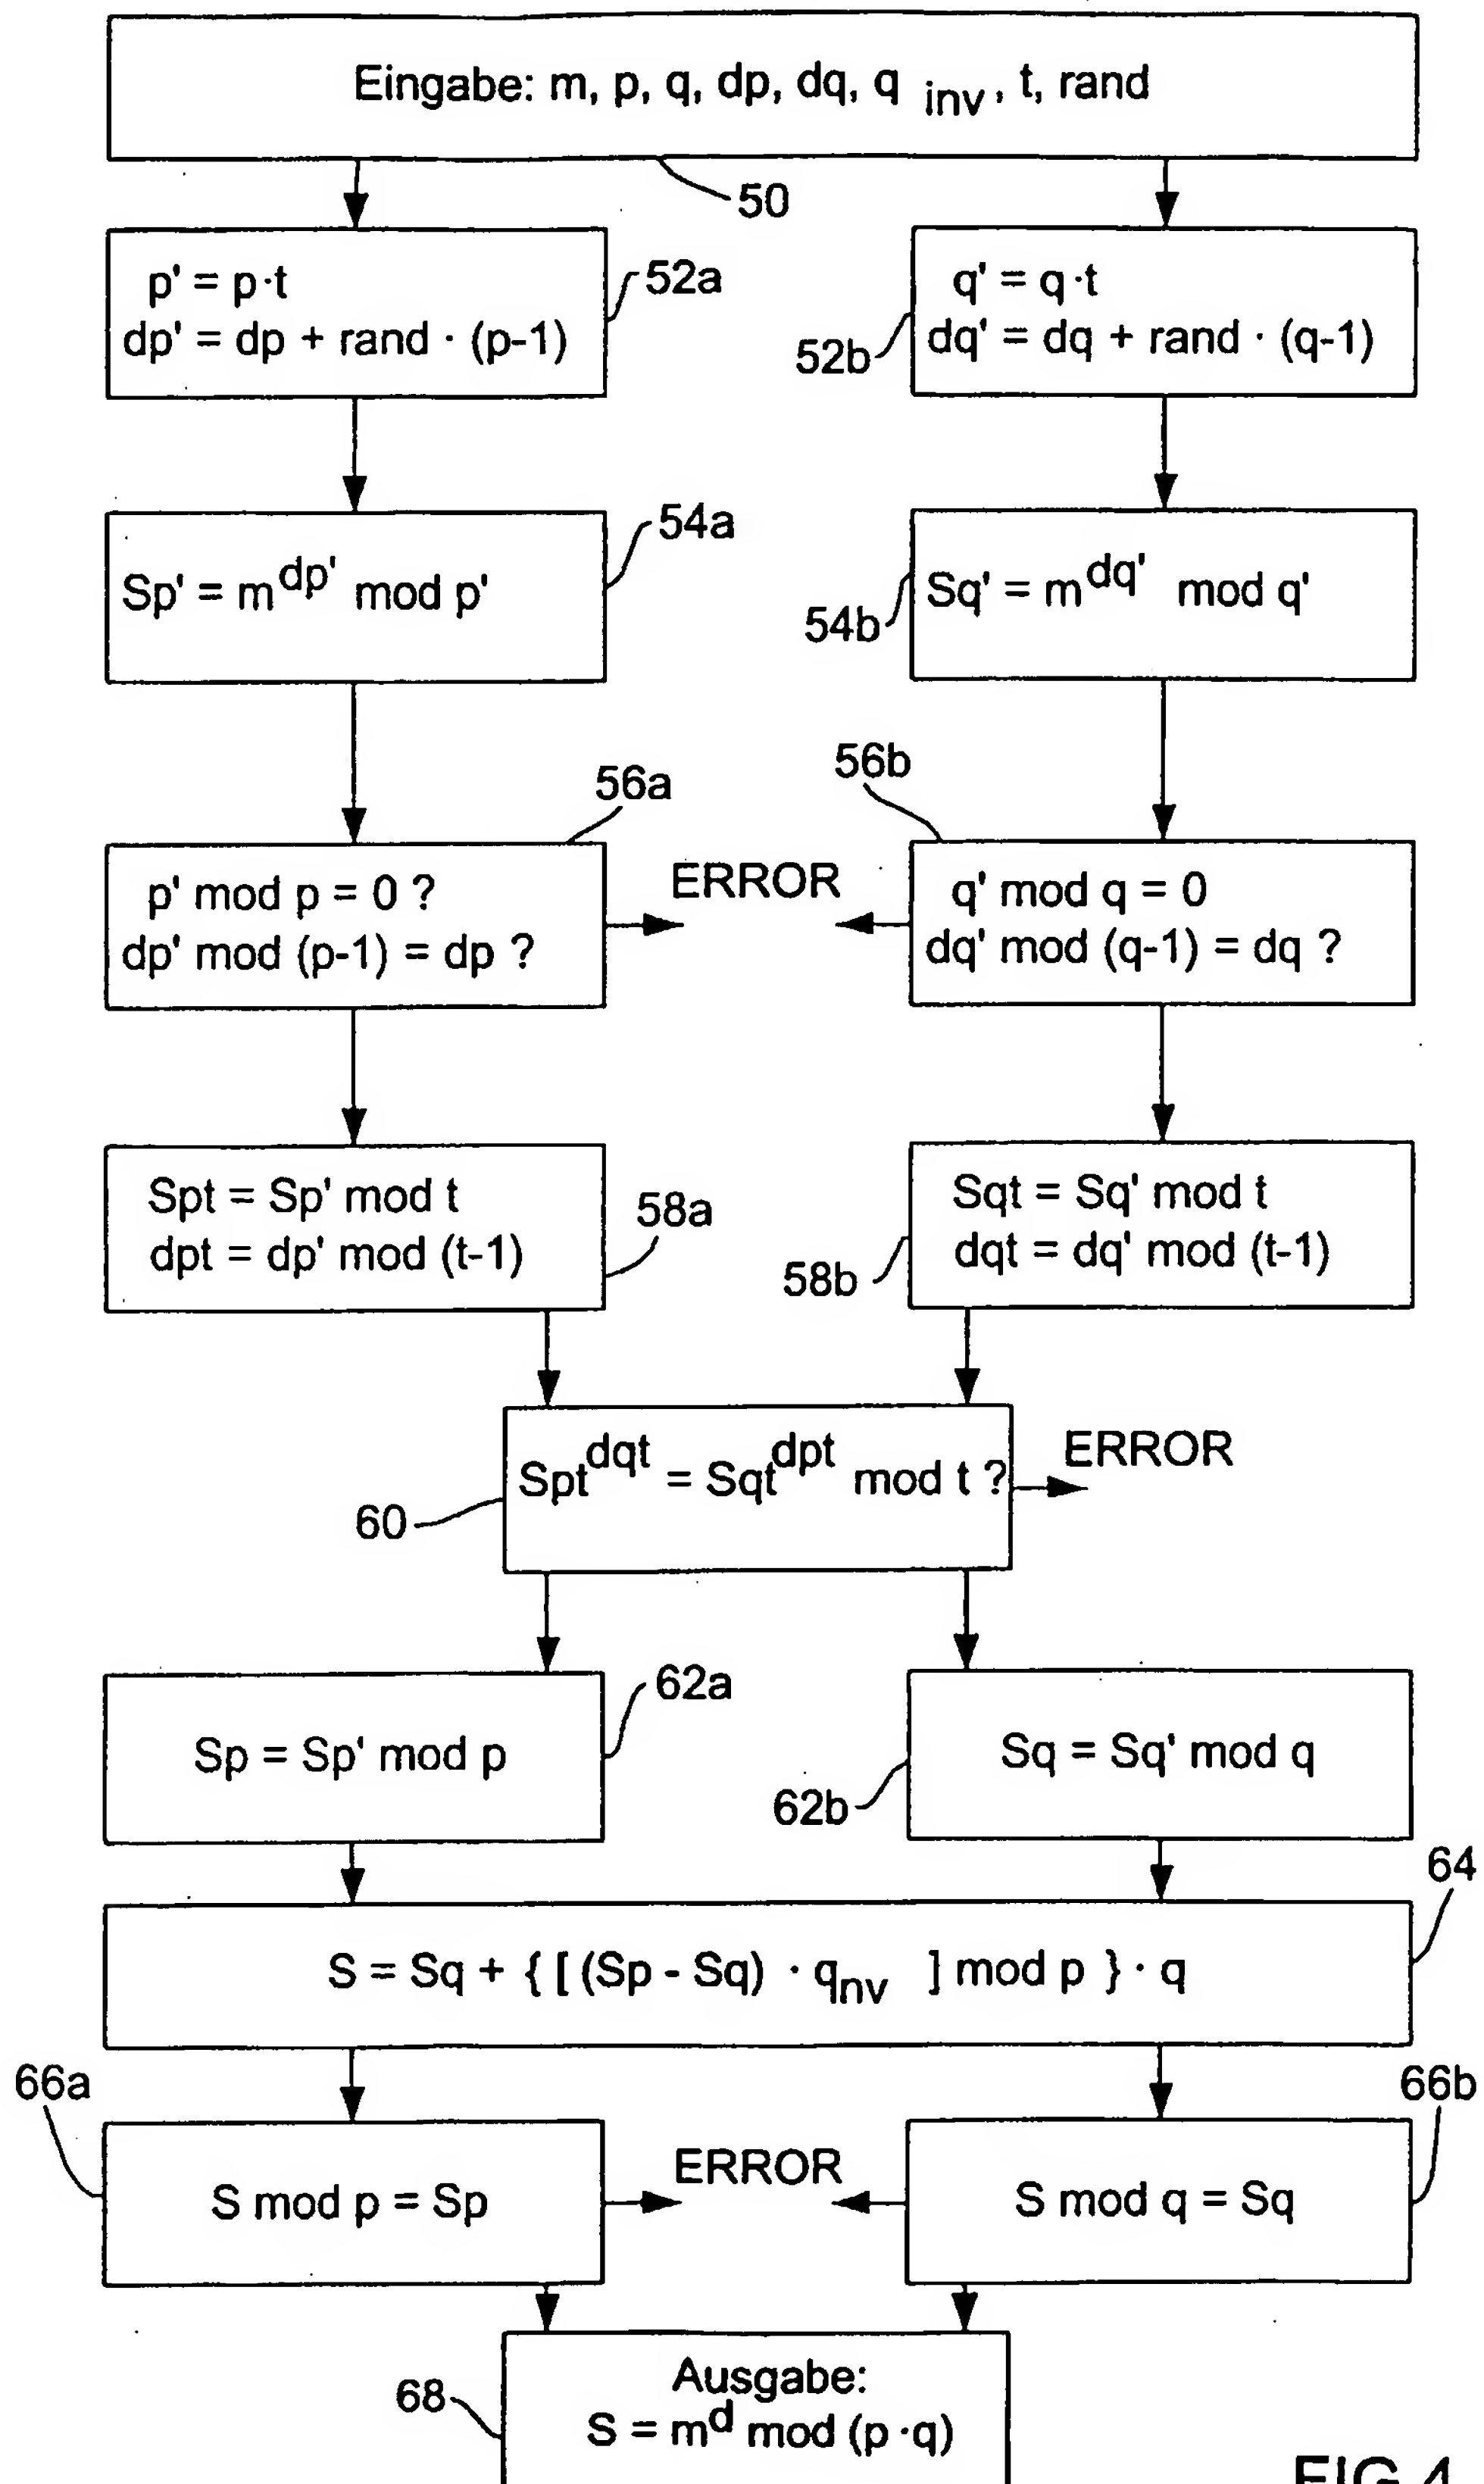 Eingabe: m, p, q, dp, dq, q inv, t, rand
50
p' = p·t
dp' = dp + rand · (p-1)
52a
q' = q·t
dq' = dq + rand · (q-1)
52b
Sp' = m^dp' mod p'
54a
Sq' = m^dq' mod q'
54b
56a
p' mod p = 0 ?
dp' mod (p-1) = dp ?
ERROR
56b
q' mod q = 0
dq' mod (q-1) = dq ?
Spt = Sp' mod t
dpt = dp' mod (t-1)
58a
Sqt = Sq' mod t
dqt = dq' mod (t-1)
58b
Spt^dqt = Sqt^dpt mod t ?
ERROR
60
Sp = Sp' mod p
62a
Sq = Sq' mod q
62b
64
S = Sq + { [ (Sp - Sq) · qnv ] mod p } · q
66a
S mod p = Sp
ERROR
66b
S mod q = Sq
68
Ausgabe:
S = m^d mod (p·q)
FIG 4